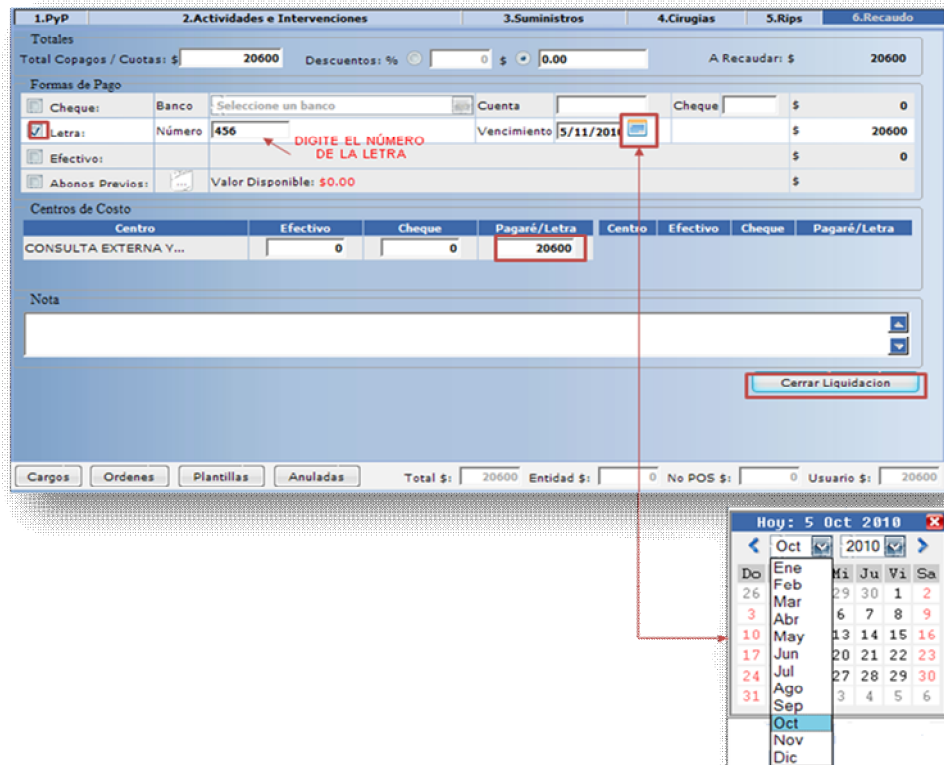 1.PyP 2.Actividades e Intervenciones 3.Suministros 4.Cirugias 5.Rips 6.Recaudo
Totales
Total Copagos / Cuotas: $ 20600 Descuentos: % 0 $ 0.00 A Recaudar: $ 20600
Formas de Pago
Cheque: Banco Seleccione un banco Cuenta Cheque $ 0
Letra: Número 456 Vencimiento 5/11/2010 $ 20600
DIGITE EL NÚMERO
DE LA LETRA
Efectivo: $ 0
Abonos Previos: ... Valor Disponible: $0.00 $
Centros de Costo
Centro Efectivo Cheque Pagaré/Letra Centro Efectivo Cheque Pagaré/Letra
CONSULTA EXTERNA Y... 0 0 20600
Nota
Cerrar Liquidacion
Cargos Ordenes Plantillas Anuladas Total $: 20600 Entidad $: 0 No POS $: 0 Usuario $: 20600
Hoy: 5 Oct 2010
Oct 2010
Do Mi Ju Vi Sa
26 29 30 1 2
3 6 7 8 9
10 13 14 15 16
17 20 21 22 23
24 27 28 29 30
31 3 4 5 6
Ene
Feb
Mar
Abr
May
Jun
Jul
Ago
Sep
Oct
Nov
Dic